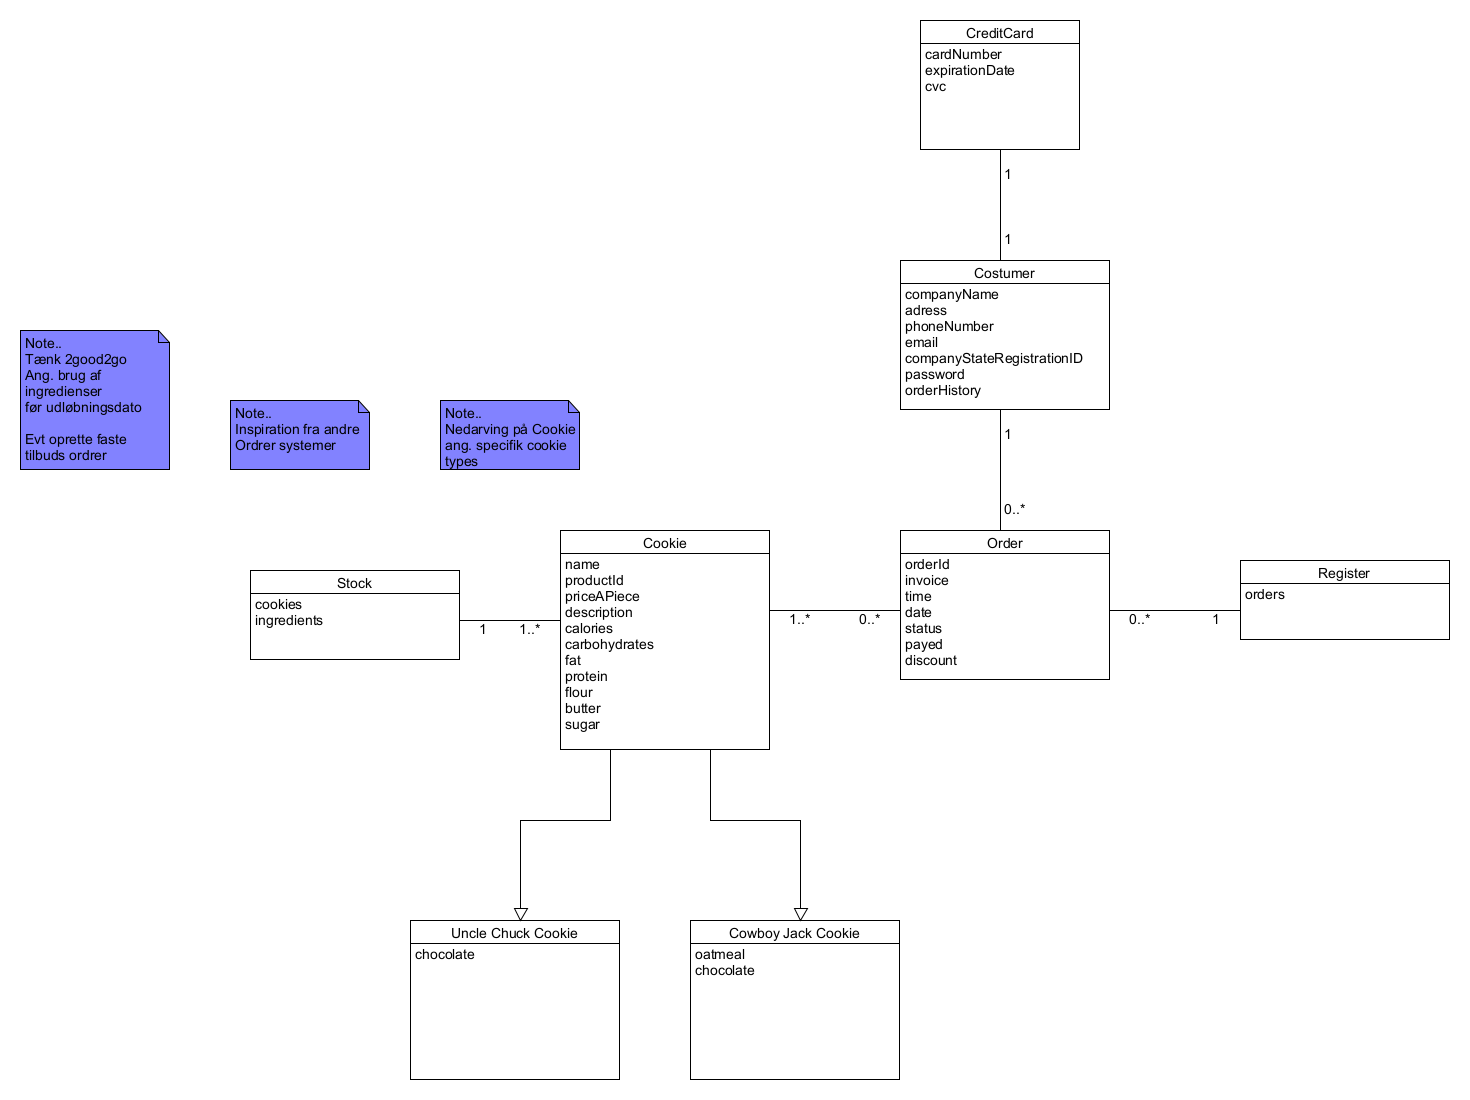 CreditCard
cardNumber
expirationDate
cvc
1
1
Costumer
companyName
adress
phoneNumber
email
companyStateRegistrationID
password
orderHistory
1
0..*
Note..
Tænk 2good2go
Ang. brug af
ingredienser
før udløbningsdato
Evt oprette faste
tilbuds ordrer
Note..
Inspiration fra andre
Ordrer systemer
Note..
Nedarving på Cookie
ang. specifik cookie
types
Stock
cookies
ingredients
1
1..*
Cookie
name
productId
priceAPiece
description
calories
carbohydrates
fat
protein
flour
butter
sugar
1..*
0..*
Order
orderId
invoice
time
date
status
payed
discount
0..*
1
Register
orders
Uncle Chuck Cookie
chocolate
Cowboy Jack Cookie
oatmeal
chocolate